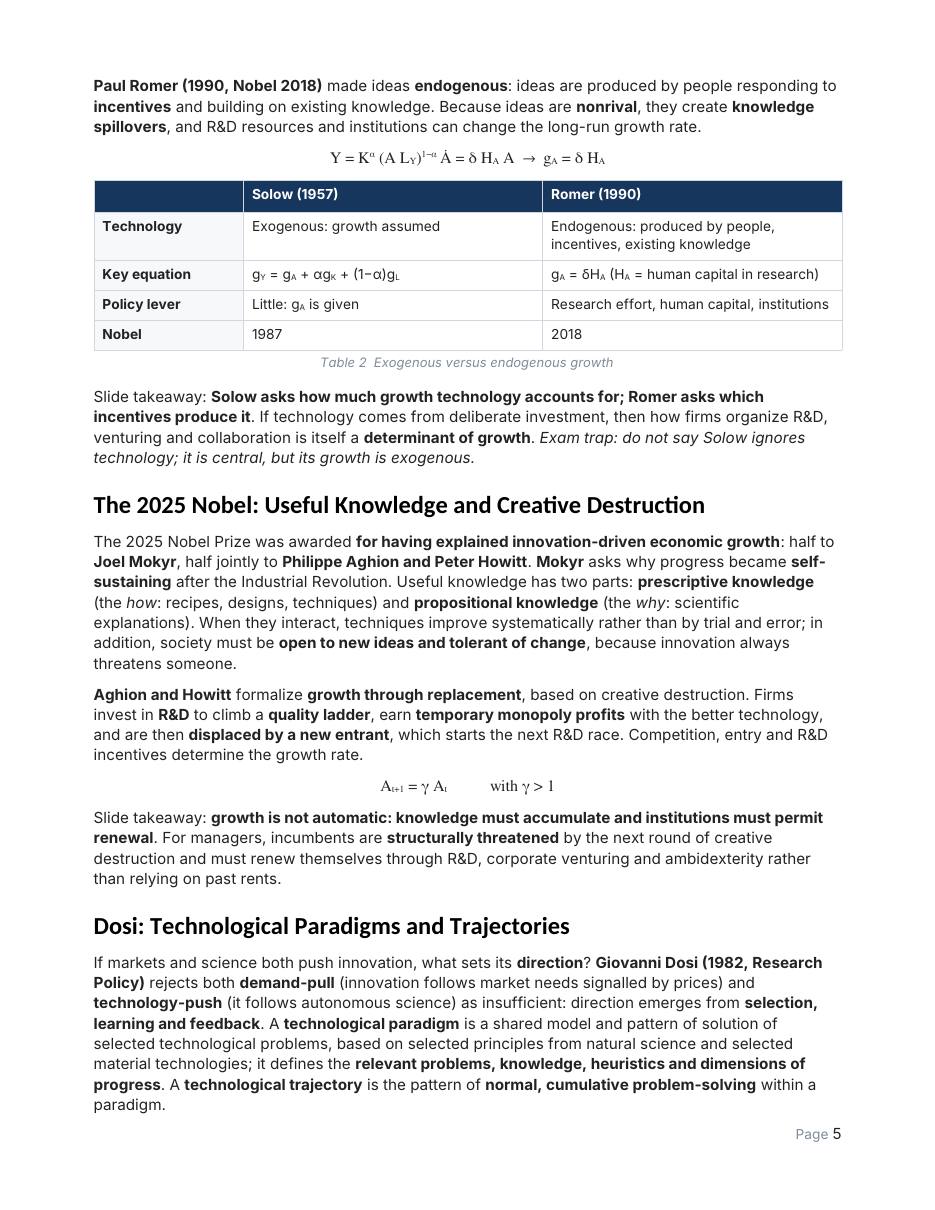 Paul Romer (1990, Nobel 2018) made ideas endogenous: ideas are produced by people responding to
incentives and building on existing knowledge. Because ideas are nonrival, they create knowledge
spillovers, and R&D resources and institutions can change the long-run growth rate.
Y = Kᵅ (A Lᵧ)¹⁻ᵅ Ȧ = δ Hₐ A → gₐ = δ Hₐ
Solow (1957) Romer (1990)
Technology Exogenous: growth assumed Endogenous: produced by people,
incentives, existing knowledge
Key equation gᵧ = gₐ + αgₖ + (1−α)gₗ gₐ = δHₐ (Hₐ = human capital in research)
Policy lever Little: gₐ is given Research effort, human capital, institutions
Nobel 1987 2018
Table 2 Exogenous versus endogenous growth
Slide takeaway: Solow asks how much growth technology accounts for; Romer asks which
incentives produce it. If technology comes from deliberate investment, then how firms organize R&D,
venturing and collaboration is itself a determinant of growth. Exam trap: do not say Solow ignores
technology; it is central, but its growth is exogenous.
The 2025 Nobel: Useful Knowledge and Creative Destruction
The 2025 Nobel Prize was awarded for having explained innovation-driven economic growth: half to
Joel Mokyr, half jointly to Philippe Aghion and Peter Howitt. Mokyr asks why progress became self-
sustaining after the Industrial Revolution. Useful knowledge has two parts: prescriptive knowledge
(the how: recipes, designs, techniques) and propositional knowledge (the why: scientific
explanations). When they interact, techniques improve systematically rather than by trial and error; in
addition, society must be open to new ideas and tolerant of change, because innovation always
threatens someone.
Aghion and Howitt formalize growth through replacement, based on creative destruction. Firms
invest in R&D to climb a quality ladder, earn temporary monopoly profits with the better technology,
and are then displaced by a new entrant, which starts the next R&D race. Competition, entry and R&D
incentives determine the growth rate.
Aₜ₊₁ = γ Aₜ with γ > 1
Slide takeaway: growth is not automatic: knowledge must accumulate and institutions must permit
renewal. For managers, incumbents are structurally threatened by the next round of creative
destruction and must renew themselves through R&D, corporate venturing and ambidexterity rather
than relying on past rents.
Dosi: Technological Paradigms and Trajectories
If markets and science both push innovation, what sets its direction? Giovanni Dosi (1982, Research
Policy) rejects both demand-pull (innovation follows market needs signalled by prices) and
technology-push (it follows autonomous science) as insufficient: direction emerges from selection,
learning and feedback. A technological paradigm is a shared model and pattern of solution of
selected technological problems, based on selected principles from natural science and selected
material technologies; it defines the relevant problems, knowledge, heuristics and dimensions of
progress. A technological trajectory is the pattern of normal, cumulative problem-solving within a
paradigm.
Page 5